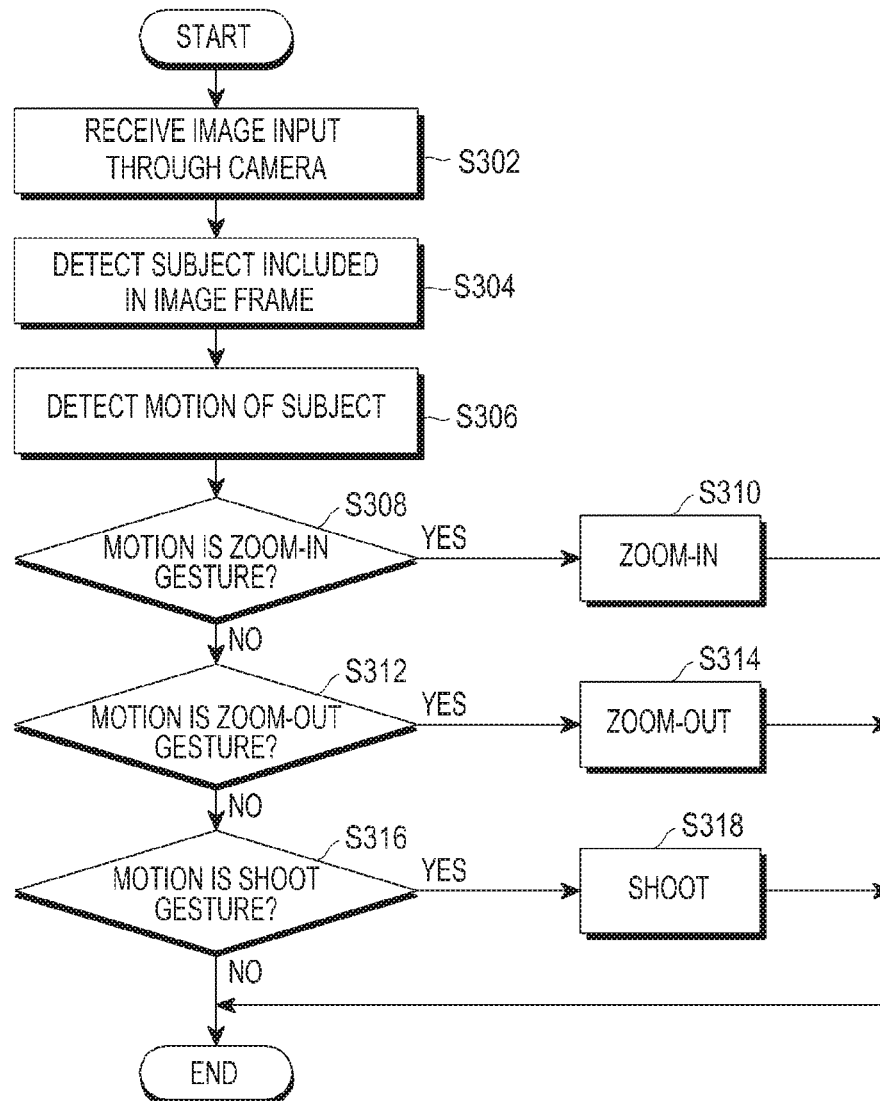 START
RECEIVE IMAGE INPUT
THROUGH CAMERA
S302
DETECT SUBJECT INCLUDED
IN IMAGE FRAME
S304
DETECT MOTION OF SUBJECT
S306
S308
MOTION IS ZOOM-IN
GESTURE?
YES
S310
ZOOM-IN
NO
S312
MOTION IS ZOOM-OUT
GESTURE?
YES
S314
ZOOM-OUT
NO
S316
MOTION IS SHOOT
GESTURE?
YES
S318
SHOOT
NO
END